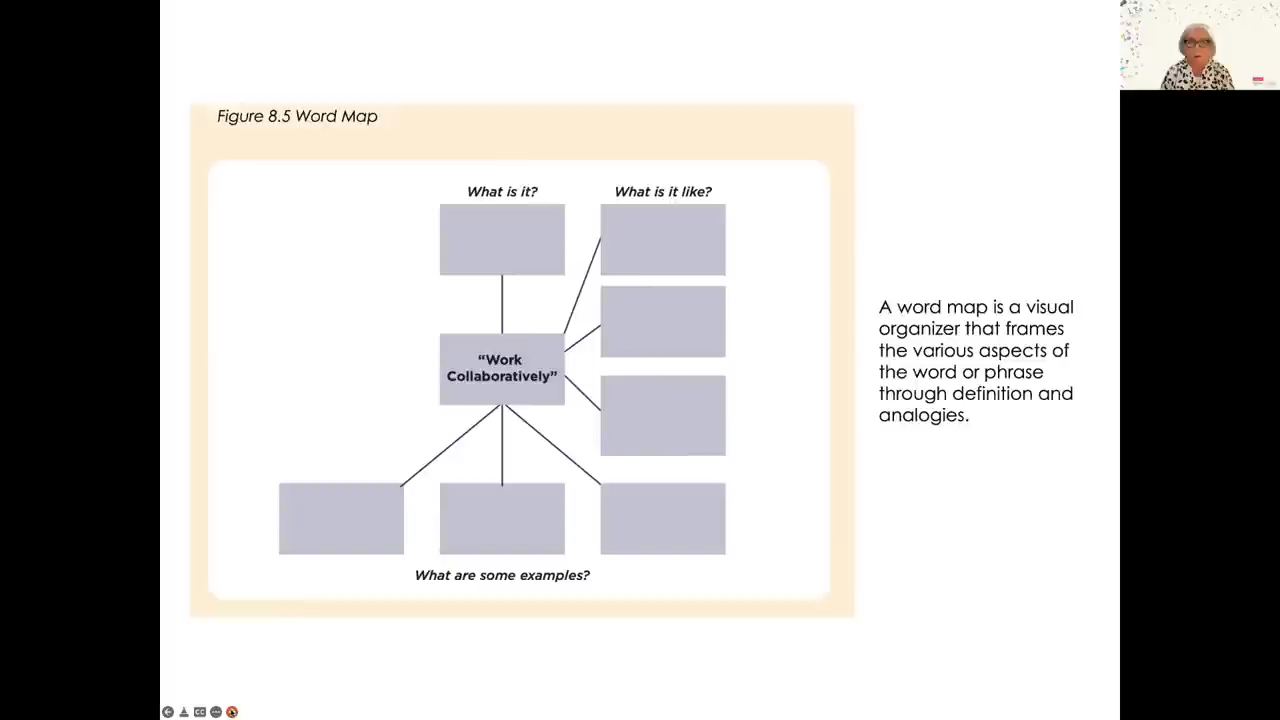 Figure 8.5 Word Map
What is it?
What is it like?
“Work
Collaboratively”
What are some examples?
A word map is a visual
organizer that frames
the various aspects of
the word or phrase
through definition and
analogies.
CC